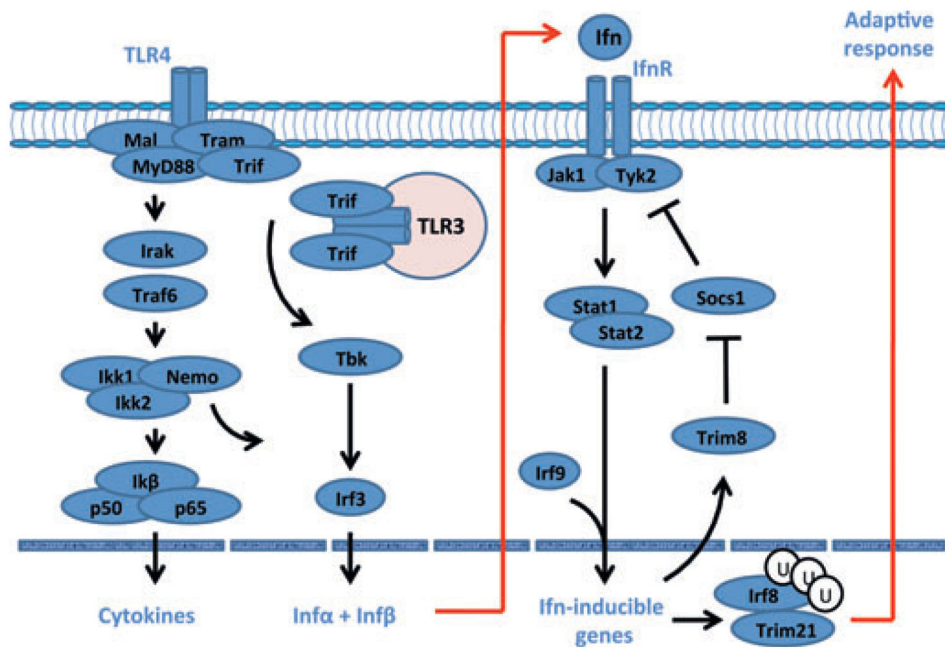 TLR4
Mal
Tram
MyD88
Trif
Irak
Traf6
Ikk1
Nemo
Ikk2
Ikβ
p50
p65
Cytokines
Trif
TLR3
Trif
Tbk
Irf3
Infα + Infβ
Ifn
IfnR
Jak1
Tyk2
Stat1
Stat2
Socs1
Trim8
Irf9
Ifn-inducible
genes
U
U
U
Irf8
Trim21
Adaptive
response